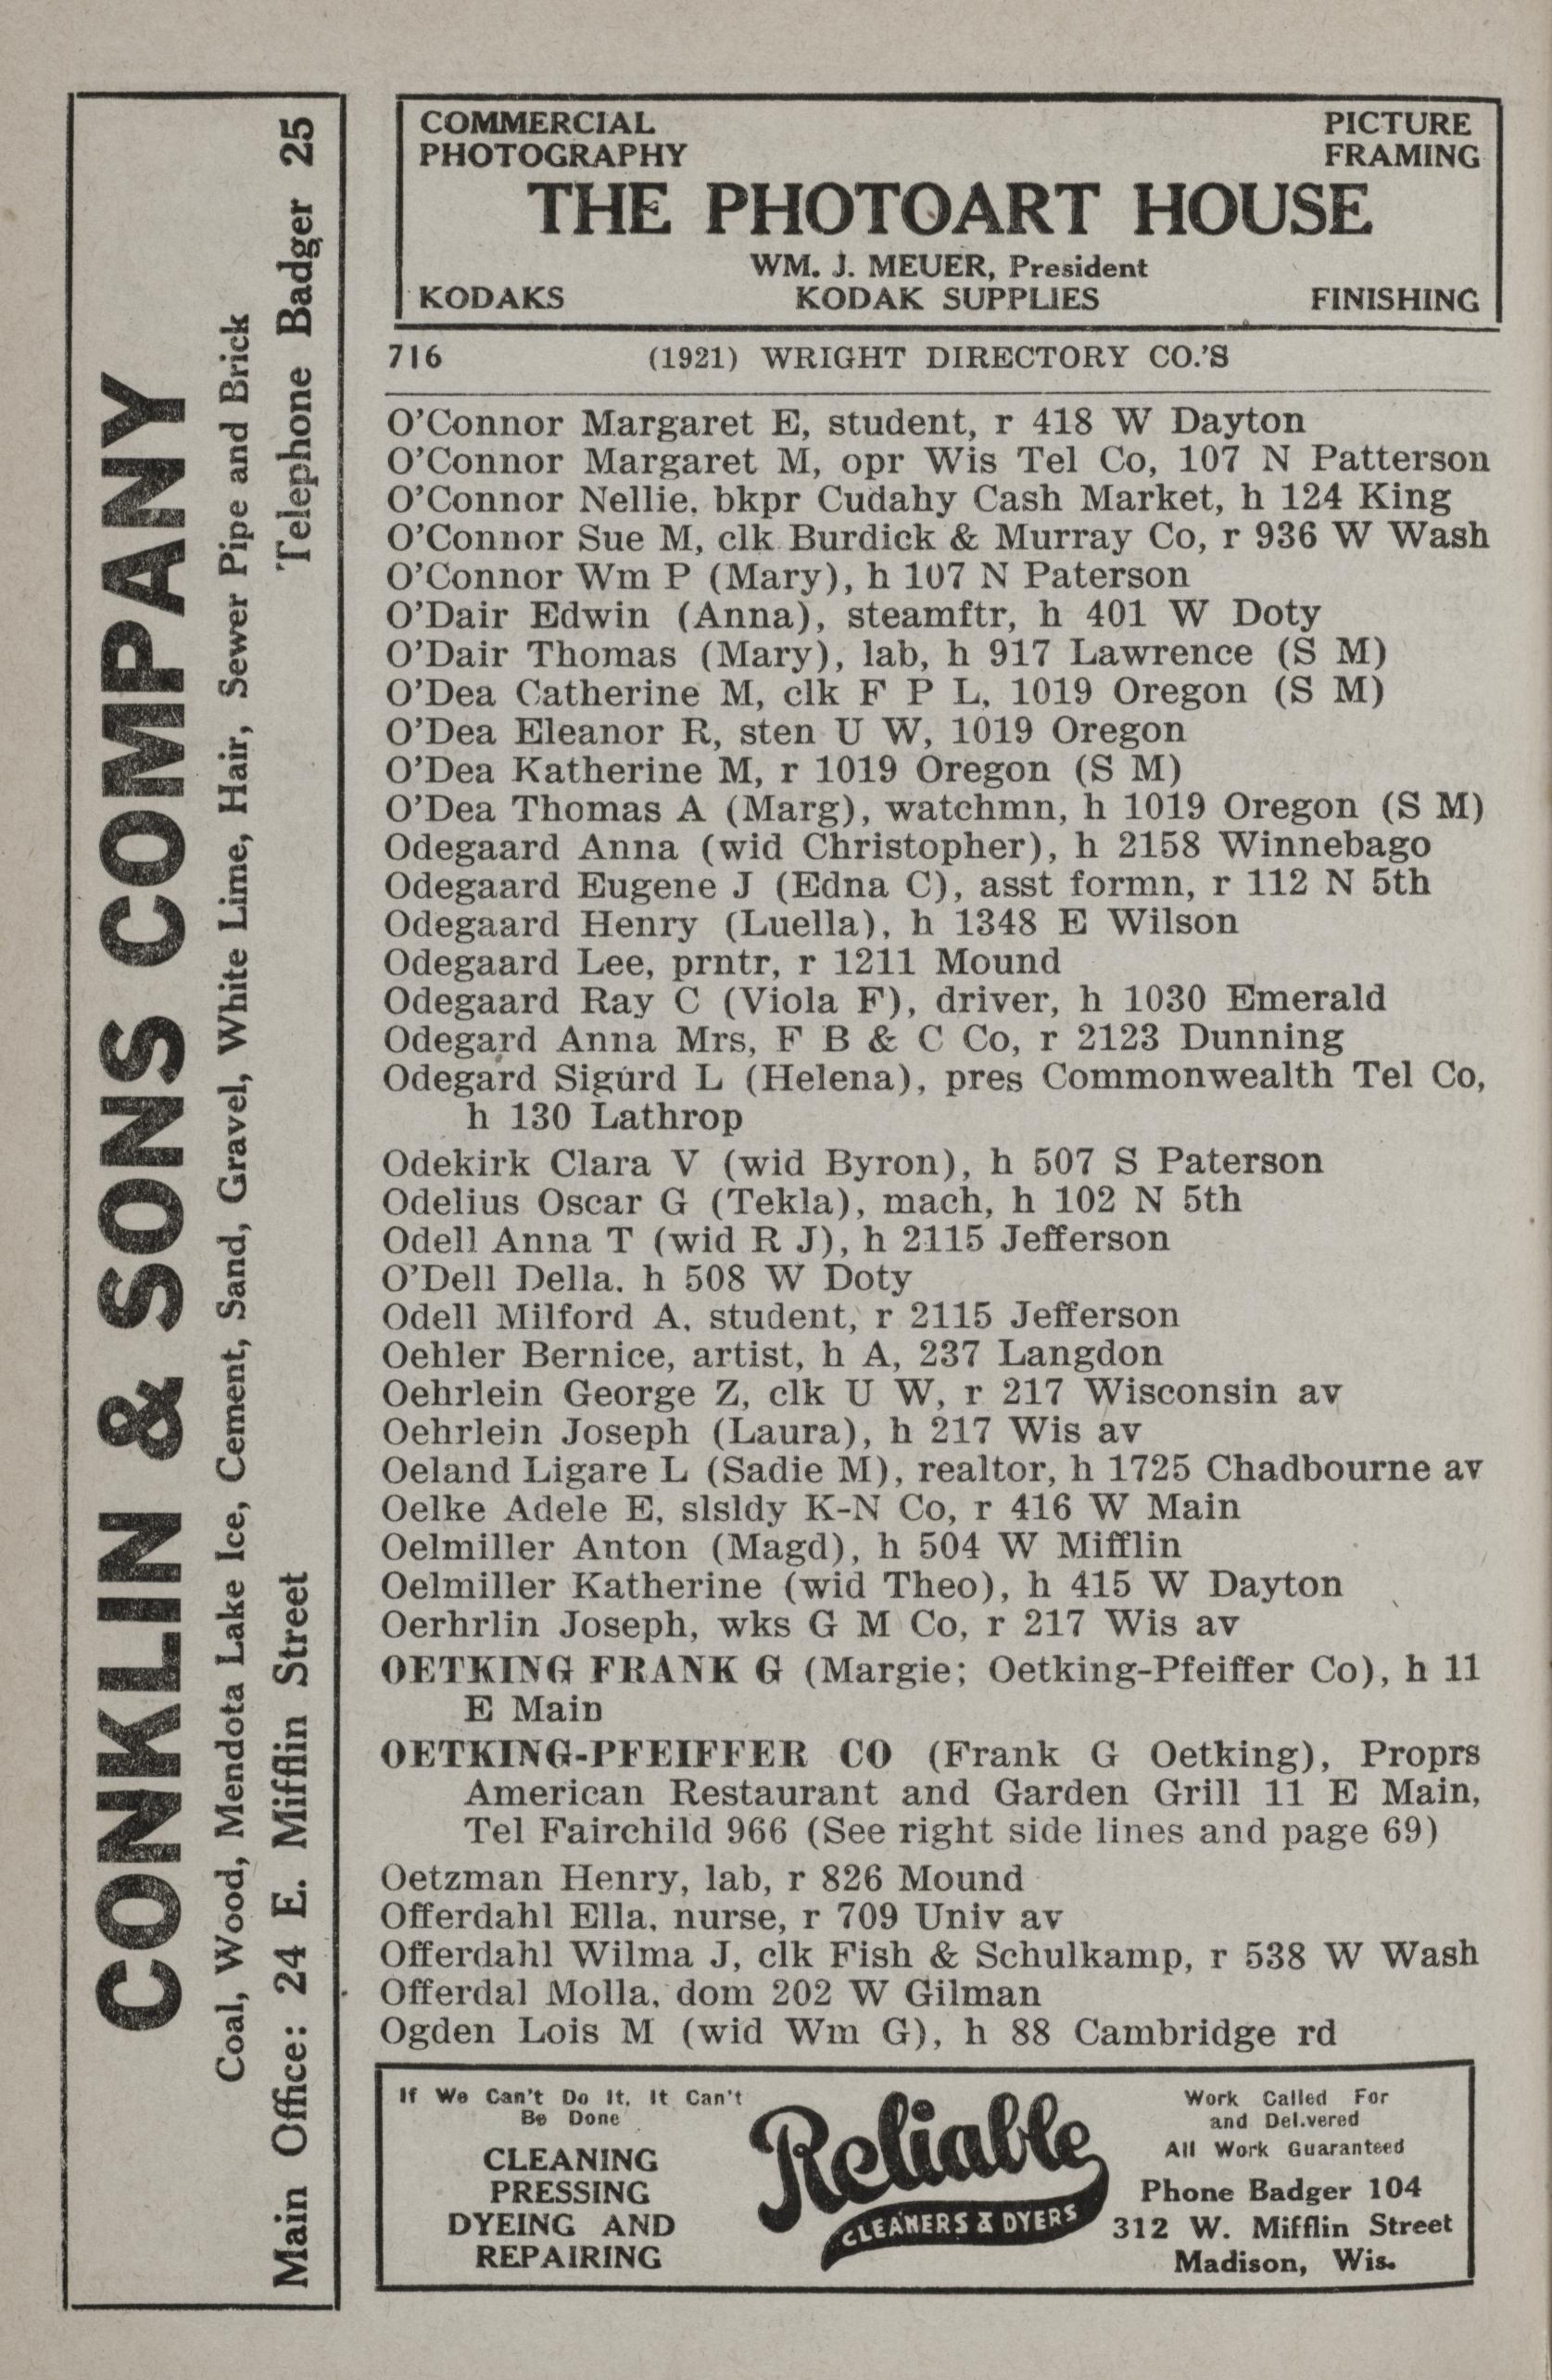 CONKLIN & SONS COMPANY
Coal, Wood, Mendota Lake Ice, Cement, Sand, Gravel, White Lime, Hair, Sewer Pipe and Brick
Main Office: 24 E. Mifflin Street Telephone Badger 25
COMMERCIAL PICTURE
PHOTOGRAPHY FRAMING
THE PHOTOART HOUSE
WM. J. MEUER, President
KODAKS KODAK SUPPLIES FINISHING
716 (1921) WRIGHT DIRECTORY CO.'S
O'Connor Margaret E, student, r 418 W Dayton
O'Connor Margaret M, opr Wis Tel Co, 107 N Patterson
O'Connor Nellie. bkpr Cudahy Cash Market, h 124 King
O'Connor Sue M, clk Burdick & Murray Co, r 936 W Wash
O'Connor Wm P (Mary), h 107 N Paterson
O'Dair Edwin (Anna), steamftr, h 401 W Doty
O'Dair Thomas (Mary), lab, h 917 Lawrence (S M)
O'Dea Catherine M, clk F P L, 1019 Oregon (S M)
O'Dea Eleanor R, sten U W, 1019 Oregon
O'Dea Katherine M, r 1019 Oregon (S M)
O'Dea Thomas A (Marg), watchmn, h 1019 Oregon (S M)
Odegaard Anna (wid Christopher), h 2158 Winnebago
Odegaard Eugene J (Edna C), asst formn, r 112 N 5th
Odegaard Henry (Luella), h 1348 E Wilson
Odegaard Lee, prntr, r 1211 Mound
Odegaard Ray C (Viola F), driver, h 1030 Emerald
Odegard Anna Mrs, F B & C Co, r 2123 Dunning
Odegard Sigurd L (Helena), pres Commonwealth Tel Co,
h 130 Lathrop
Odekirk Clara V (wid Byron), h 507 S Paterson
Odelius Oscar G (Tekla), mach, h 102 N 5th
Odell Anna T (wid R J), h 2115 Jefferson
O'Dell Della. h 508 W Doty
Odell Milford A. student, r 2115 Jefferson
Oehler Bernice, artist, h A, 237 Langdon
Oehrlein George Z, clk U W, r 217 Wisconsin av
Oehrlein Joseph (Laura), h 217 Wis av
Oeland Ligare L (Sadie M), realtor, h 1725 Chadbourne av
Oelke Adele E, slsldy K-N Co, r 416 W Main
Oelmiller Anton (Magd), h 504 W Mifflin
Oelmiller Katherine (wid Theo), h 415 W Dayton
Oerhrlin Joseph, wks G M Co, r 217 Wis av
OETKING FRANK G (Margie; Oetking-Pfeiffer Co), h 11
E Main
OETKING-PFEIFFER CO (Frank G Oetking), Proprs
American Restaurant and Garden Grill 11 E Main,
Tel Fairchild 966 (See right side lines and page 69)
Oetzman Henry, lab, r 826 Mound
Offerdahl Ella, nurse, r 709 Univ av
Offerdahl Wilma J, clk Fish & Schulkamp, r 538 W Wash
Offerdal Molla, dom 202 W Gilman
Ogden Lois M (wid Wm G), h 88 Cambridge rd
If We Can't Do It, It Can't
Be Done
CLEANING
PRESSING
DYEING AND
REPAIRING
Reliable
CLEANERS & DYERS
Work Called For
and Del.vered
All Work Guaranteed
Phone Badger 104
312 W. Mifflin Street
Madison, Wis.